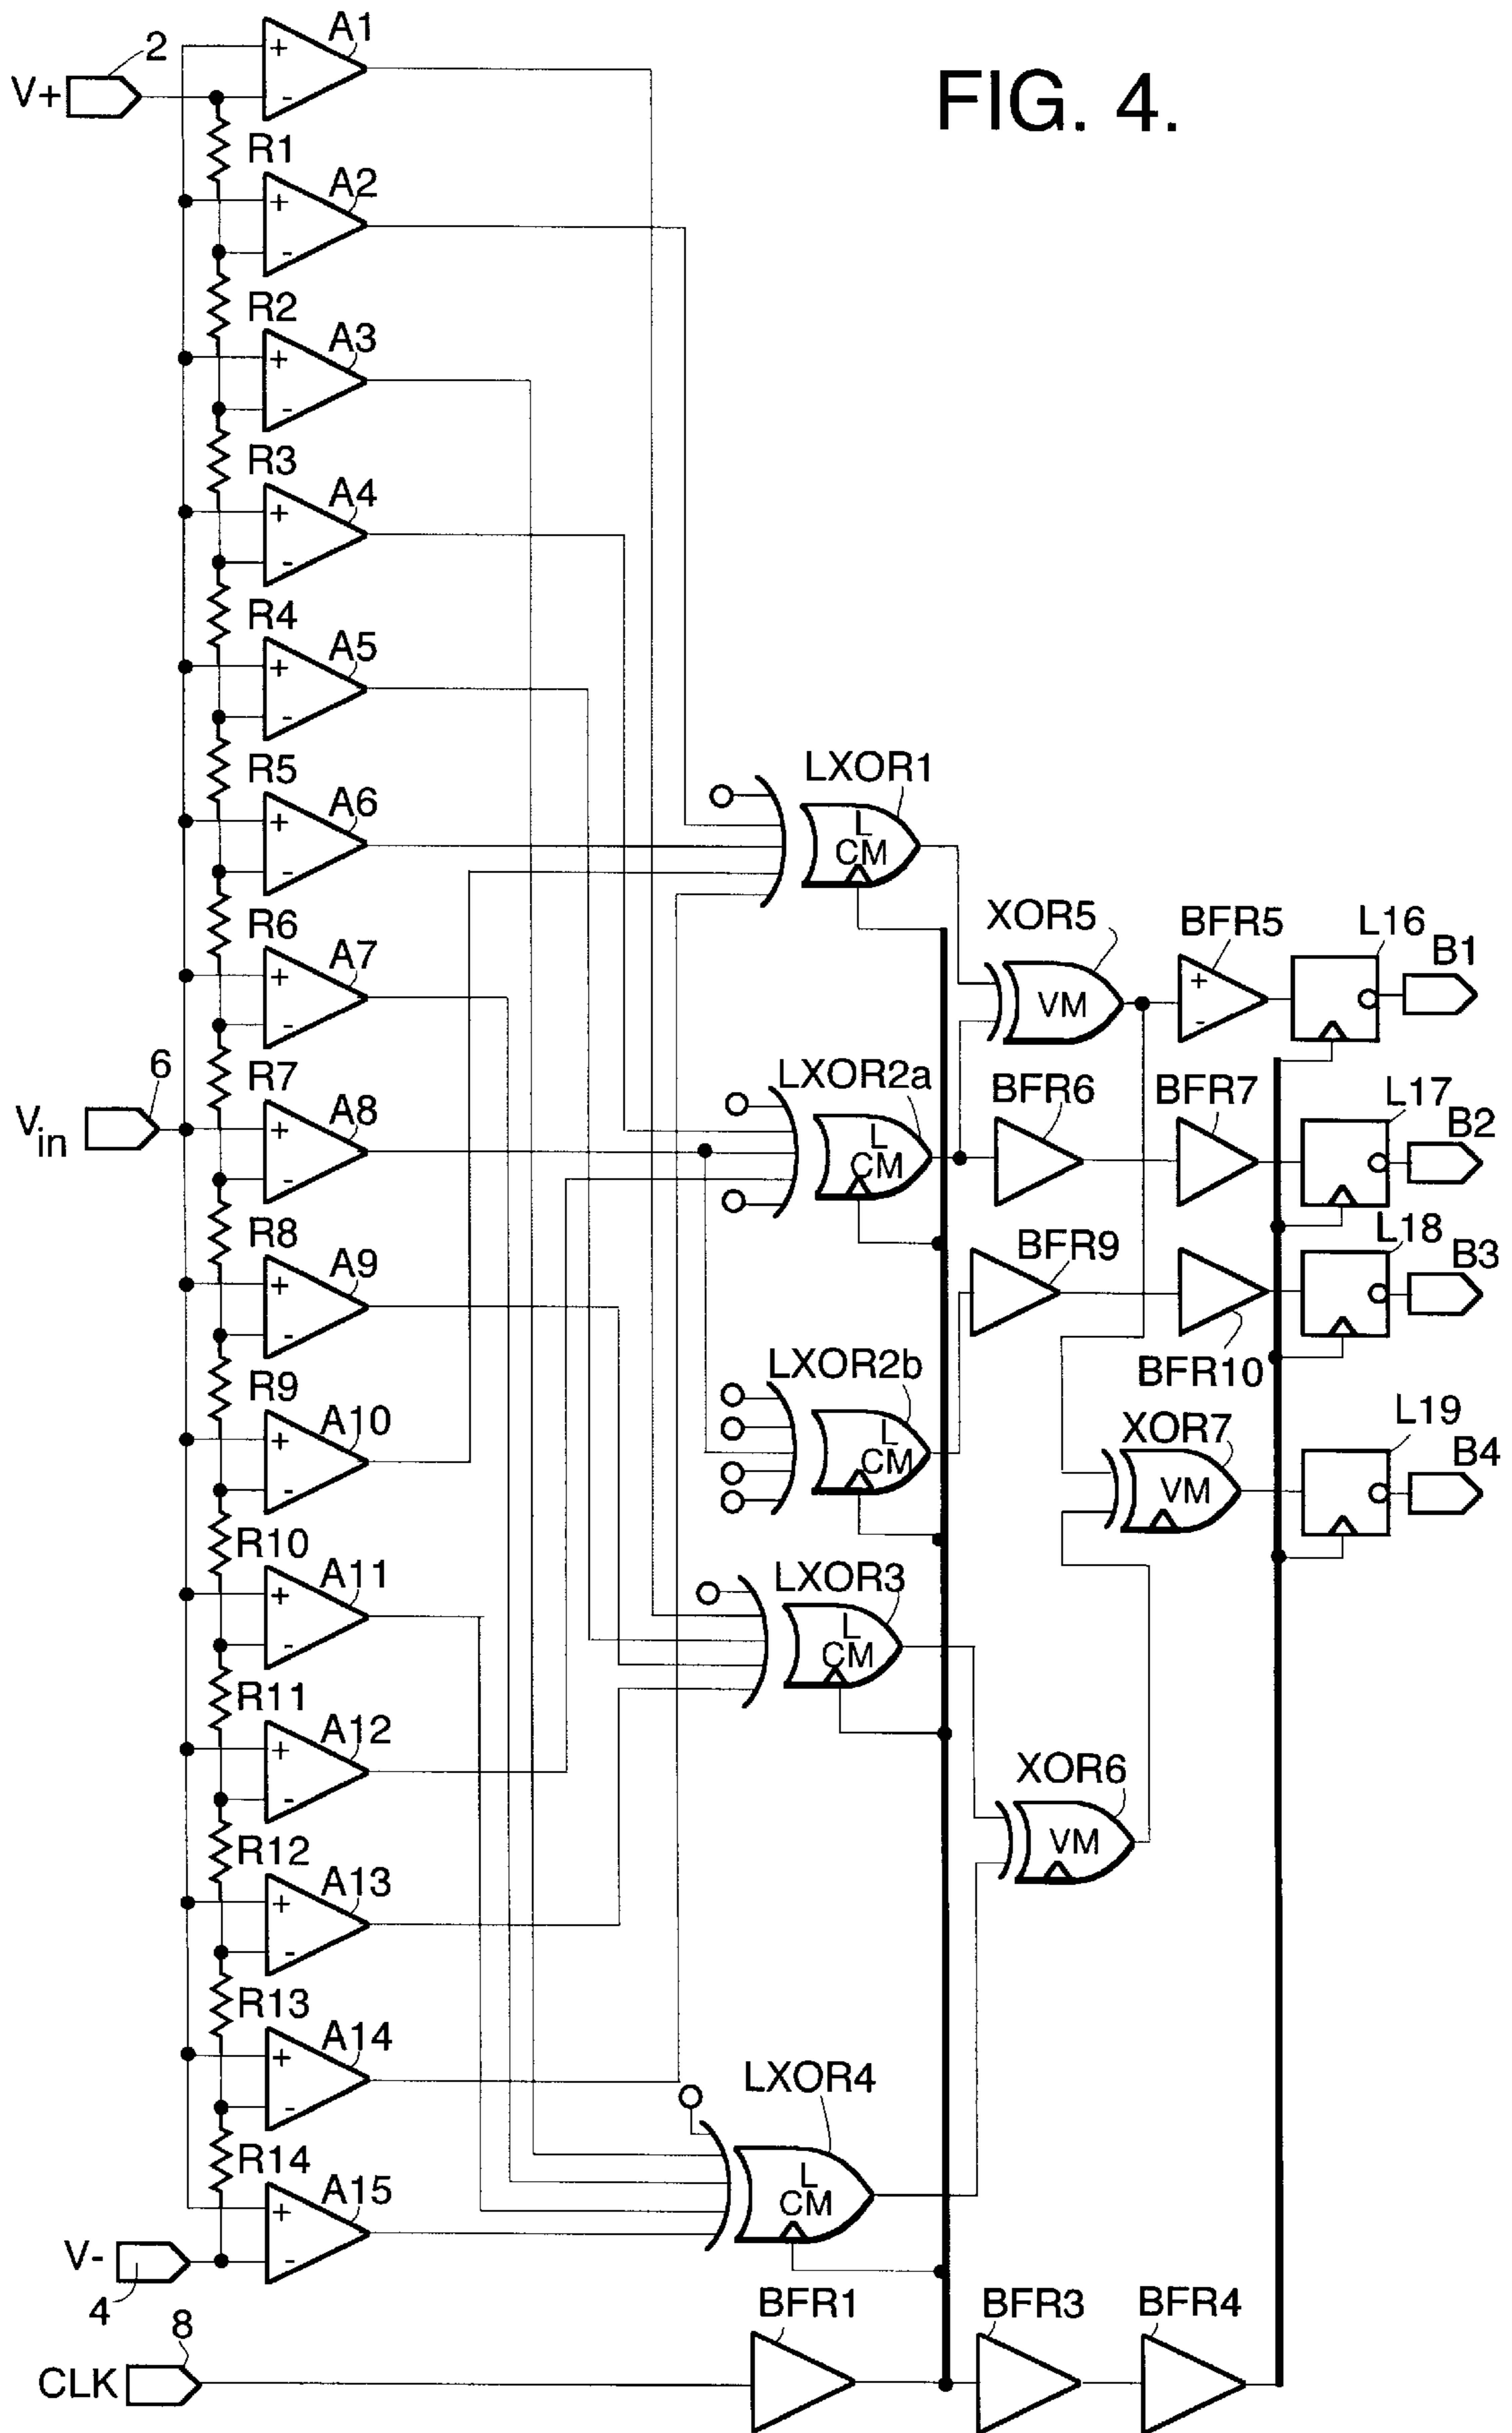 FIG. 4.
2
V+
A1
+
-
R1
A2
+
-
R2
A3
+
-
R3
A4
+
-
R4
A5
+
-
R5
A6
+
-
R6
A7
+
-
R7
6
Vin
A8
+
-
R8
A9
+
-
R9
A10
+
-
R10
A11
+
-
R11
A12
+
-
R12
A13
+
-
R13
A14
+
-
R14
A15
+
-
V-
4
8
CLK
LXOR1
L
CM
XOR5
VM
BFR5
+
-
L16
B1
LXOR2a
L
CM
BFR6
BFR7
L17
B2
BFR9
BFR10
L18
B3
LXOR2b
L
CM
XOR7
VM
L19
B4
LXOR3
L
CM
XOR6
VM
LXOR4
L
CM
BFR1
BFR3
BFR4